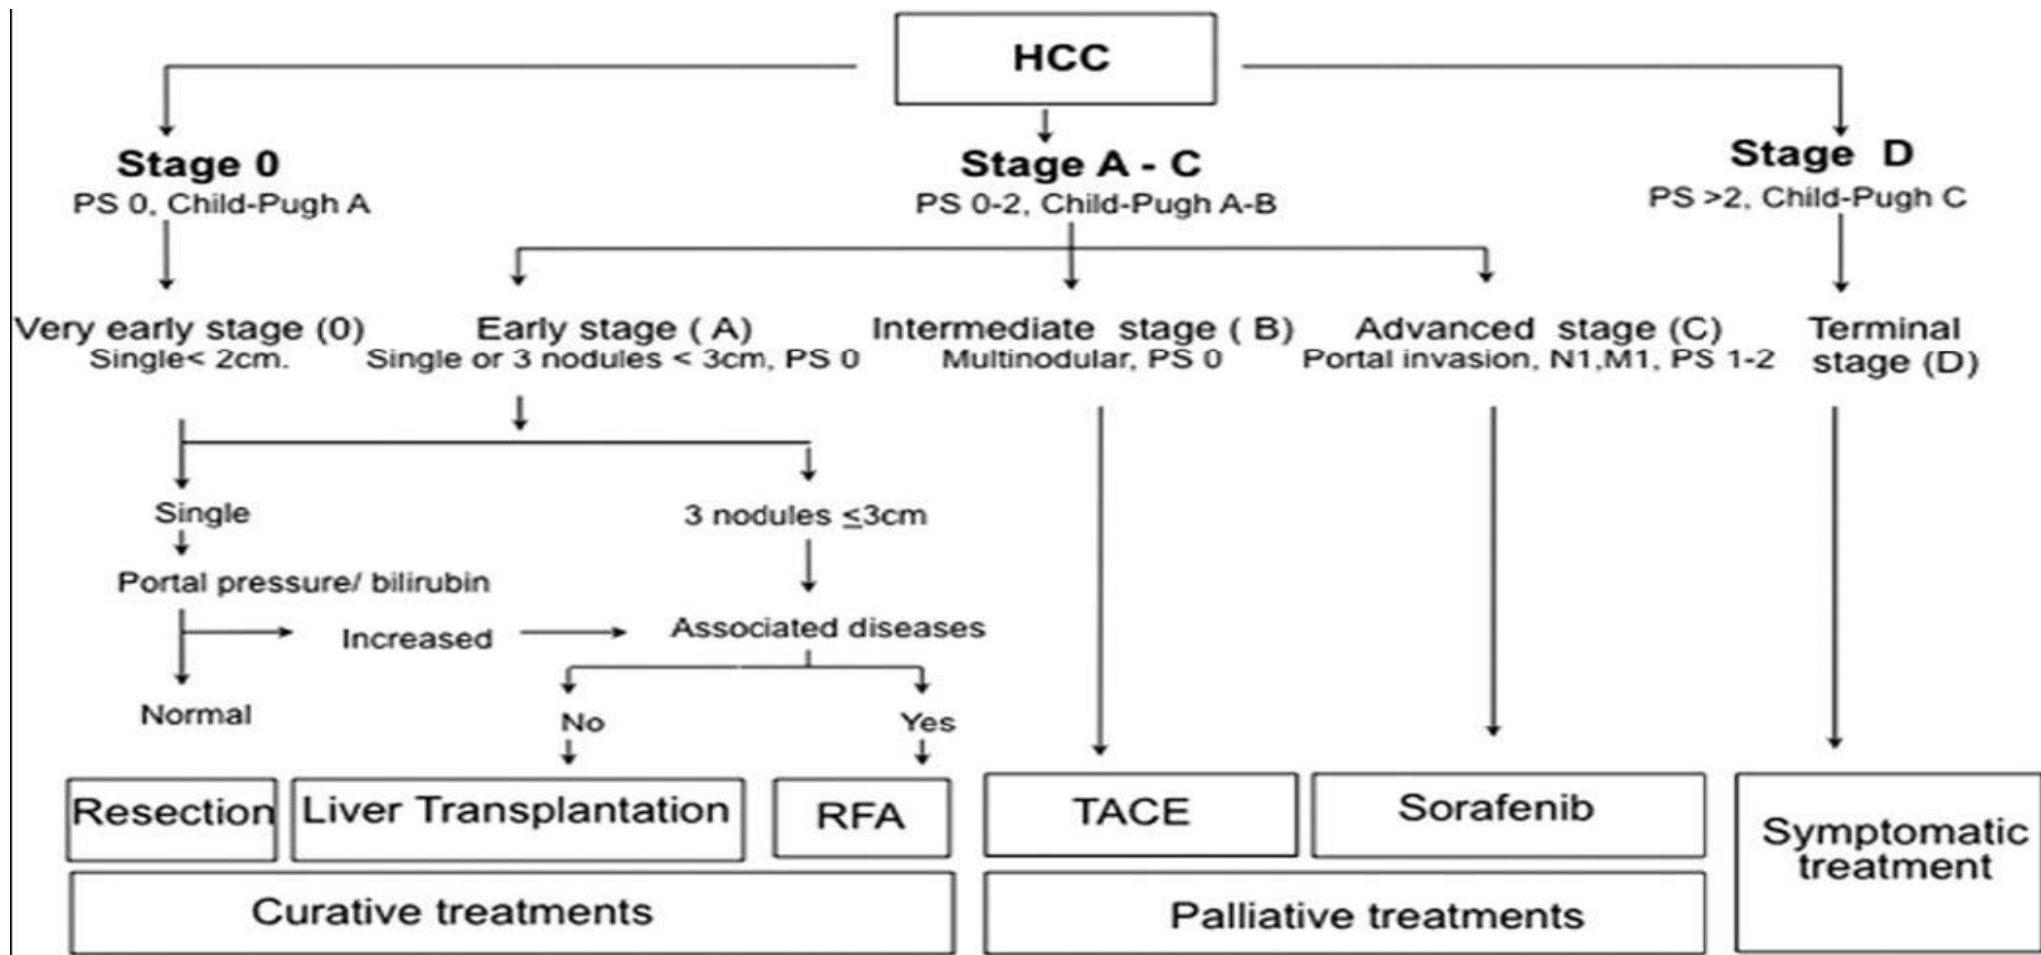 HCC
Stage 0
PS 0, Child-Pugh A
Stage A - C
PS 0-2, Child-Pugh A-B
Stage D
PS >2, Child-Pugh C
Very early stage (0)
Single< 2cm.
Early stage ( A)
Single or 3 nodules < 3cm, PS 0
Intermediate stage ( B)
Multinodular, PS 0
Advanced stage (C)
Portal invasion, N1,M1, PS 1-2
Terminal
stage (D)
Single
3 nodules ≤3cm
Portal pressure/ bilirubin
Increased
Associated diseases
Normal
No
Yes
Resection
Liver Transplantation
RFA
TACE
Sorafenib
Symptomatic
treatment
Curative treatments
Palliative treatments